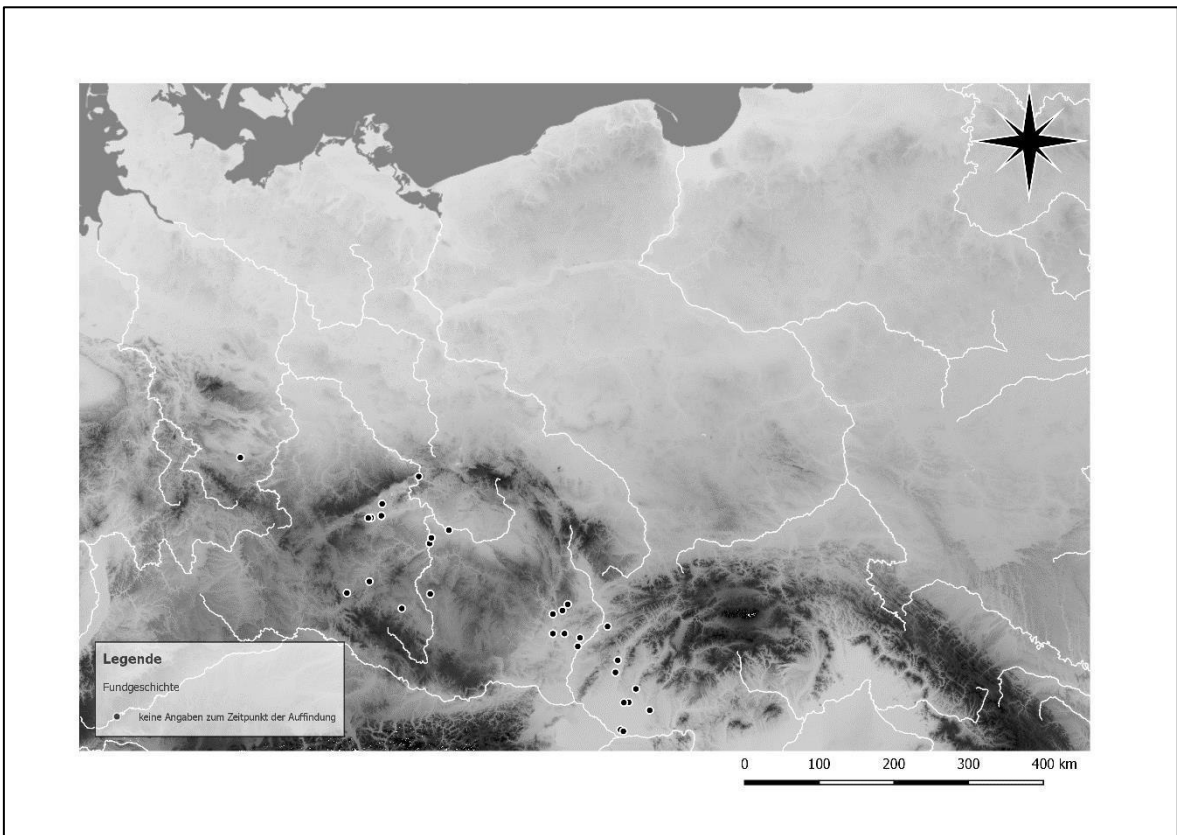 Legende
Fundgeschichte
keine Angaben zum Zeitpunkt der Auffindung
0 100 200 300 400 km